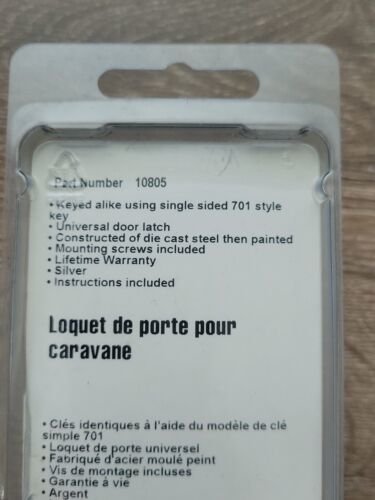 Part Number 10805
• Keyed alike using single sided 701 style
key
• Universal door latch
• Constructed of die cast steel then painted
• Mounting screws included
• Lifetime Warranty
• Silver
• Instructions included
Loquet de porte pour
caravane
• Clés identiques à l'aide du modèle de clé
simple 701
• Loquet de porte universel
• Fabriqué d'acier moulé peint
• Vis de montage incluses
• Garantie à vie
• Argent